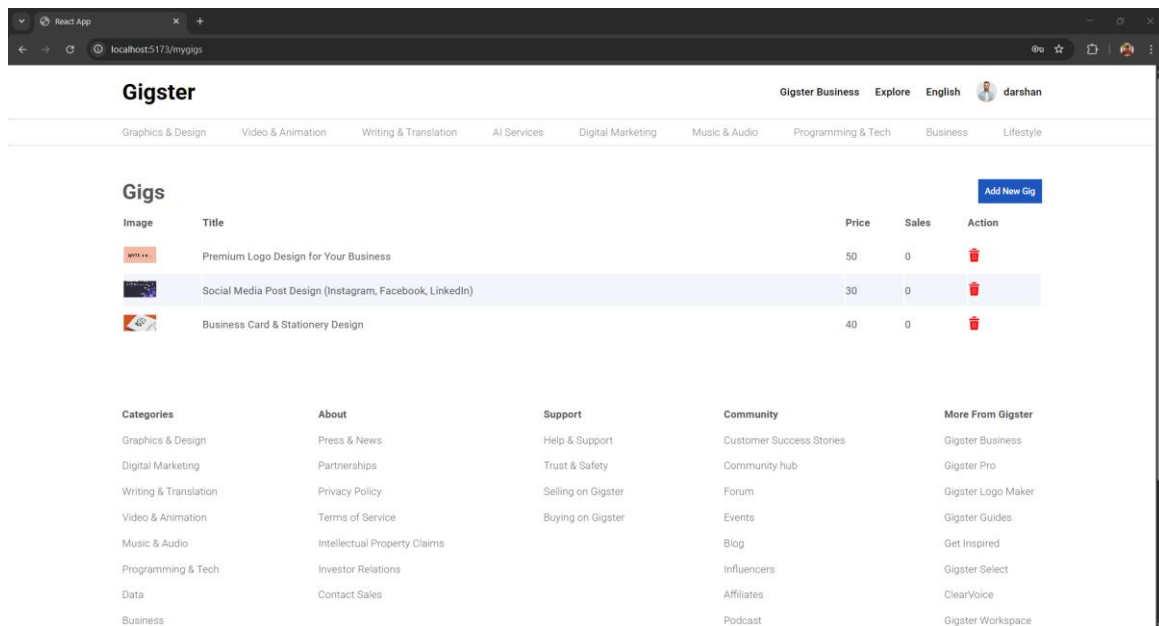 React App
localhost:5173/mygigs
Gigster
Gigster Business Explore English darshan
Graphics & Design Video & Animation Writing & Translation AI Services Digital Marketing Music & Audio Programming & Tech Business Lifestyle
Gigs
Add New Gig
Image Title Price Sales Action
Premium Logo Design for Your Business 50 0
Social Media Post Design (Instagram, Facebook, LinkedIn) 30 0
Business Card & Stationery Design 40 0
Categories About Support Community More From Gigster
Graphics & Design Press & News Help & Support Customer Success Stories Gigster Business
Digital Marketing Partnerships Trust & Safety Community hub Gigster Pro
Writing & Translation Privacy Policy Selling on Gigster Forum Gigster Logo Maker
Video & Animation Terms of Service Buying on Gigster Events Gigster Guides
Music & Audio Intellectual Property Claims Blog Get Inspired
Programming & Tech Investor Relations Influencers Gigster Select
Data Contact Sales Affiliates ClearVoice
Business Podcast Gigster Workspace